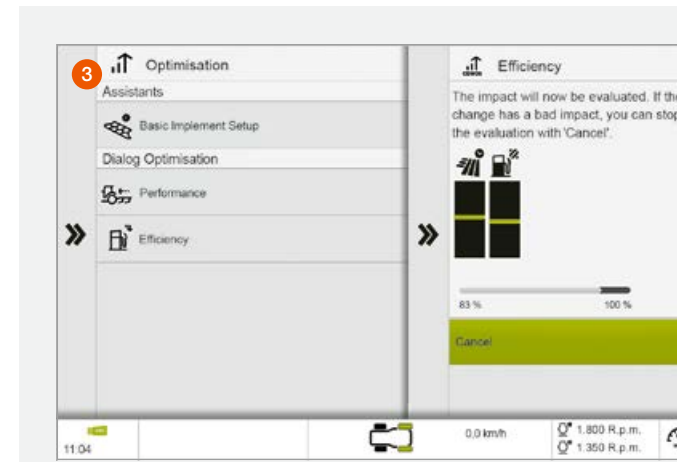 3
Optimisation
Assistants
Basic Implement Setup
Dialog Optimisation
Performance
Efficiency
Efficiency
The impact will now be evaluated. If the
change has a bad impact, you can stop
the evaluation with 'Cancel'.
83 %
100 %
Cancel
11:04
0,0 km/h
1.800 R.p.m.
1.350 R.p.m.